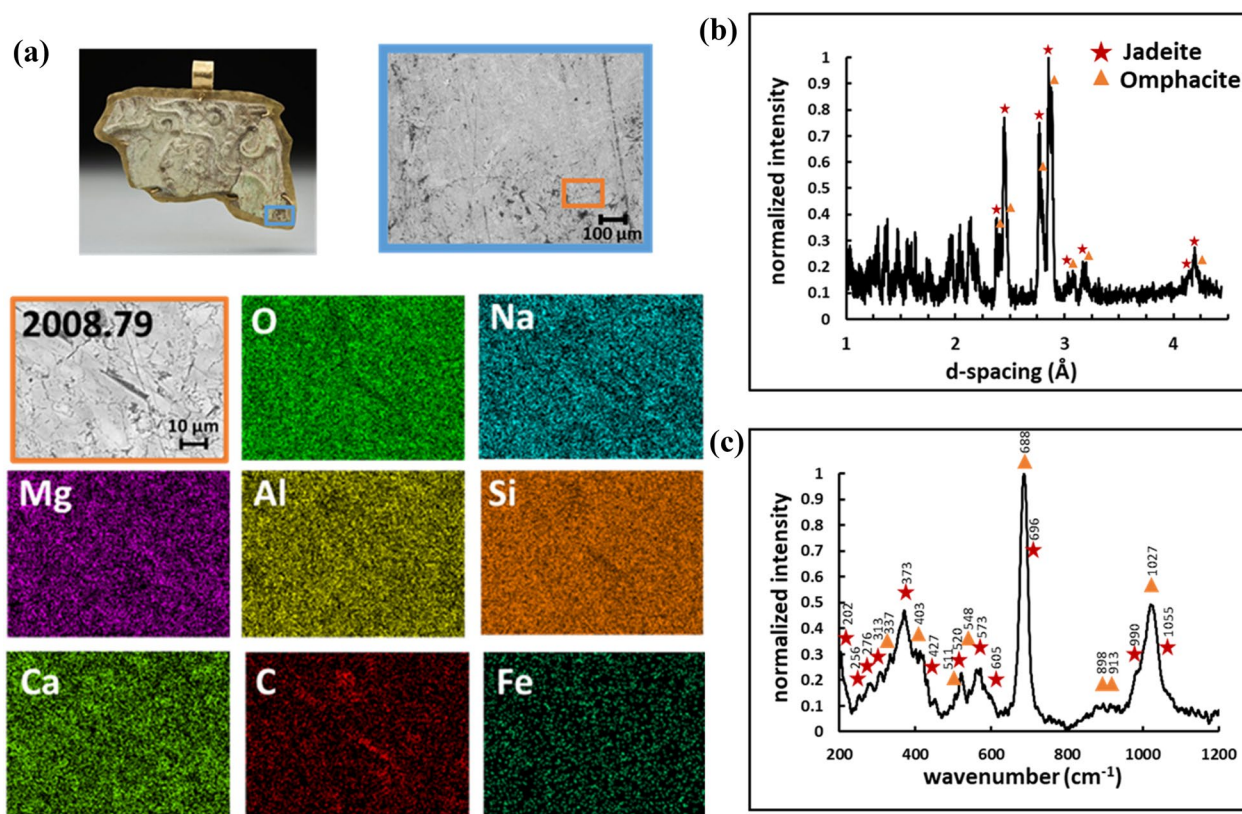 (a)
100 µm
2008.79
10 µm
O
Na
Mg
Al
Si
Ca
C
Fe
(b)
Jadeite
Omphacite
normalized intensity
1
0.9
0.8
0.7
0.6
0.5
0.4
0.3
0.2
0.1
0
1
2
3
4
d-spacing (Å)
(c)
normalized intensity
1
0.9
0.8
0.7
0.6
0.5
0.4
0.3
0.2
0.1
0
202
256
276
313
337
373
403
427
511
520
548
573
605
688
696
898
913
990
1027
1055
200
400
600
800
1000
1200
wavenumber (cm⁻¹)